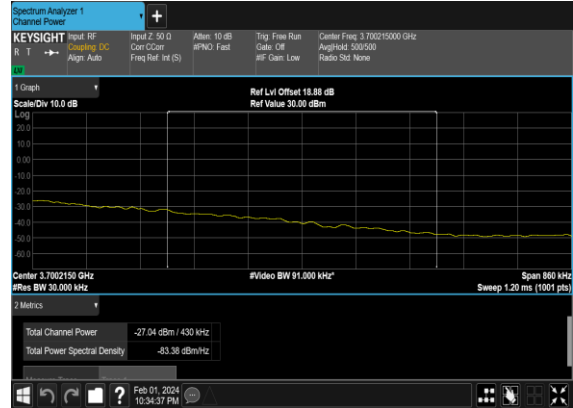 Spectrum Analyzer 1
Channel Power
+
KEYSIGHT
R T
LM
Input: RF
Coupling: DC
Align: Auto
Input Z: 50 Ω
Corr CCorr
Freq Ref: Int (S)
Atten: 10 dB
#PNO: Fast
Trig: Free Run
Gate: Off
#IF Gain: Low
Center Freq: 3.700215000 GHz
Avg|Hold: 500/500
Radio Std: None
1 Graph
Scale/Div 10.0 dB
Ref Lvl Offset 18.88 dB
Ref Value 30.00 dBm
Log
20.0
10.0
0.00
-10.0
-20.0
-30.0
-40.0
-50.0
-60.0
Center 3.7002150 GHz
#Res BW 30.000 kHz
#Video BW 91.000 kHz*
Span 860 kHz
Sweep 1.20 ms (1001 pts)
2 Metrics
Total Channel Power -27.04 dBm / 430 kHz
Total Power Spectral Density -83.38 dBm/Hz
?
Feb 01, 2024
10:34:37 PM